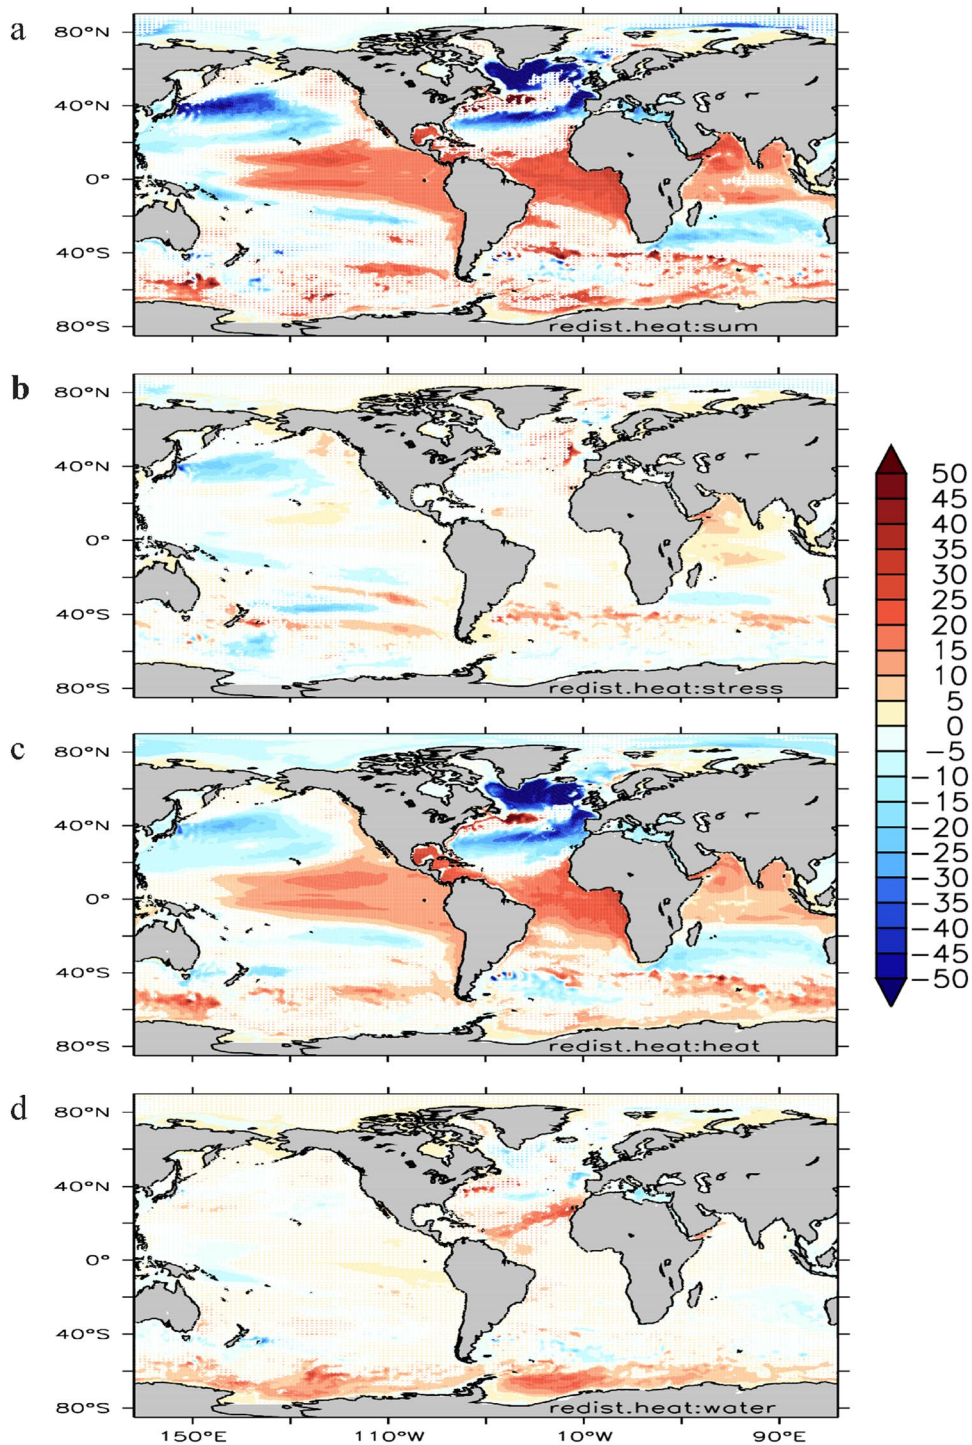 a
80°N
40°N
0°
40°S
80°S
redist.heat:sum
b
80°N
40°N
0°
40°S
80°S
redist.heat:stress
c
80°N
40°N
0°
40°S
80°S
redist.heat:heat
d
80°N
40°N
0°
40°S
80°S
redist.heat:water
150°E 110°W 10°W 90°E
50
45
40
35
30
25
20
15
10
5
0
−5
−10
−15
−20
−25
−30
−35
−40
−45
−50